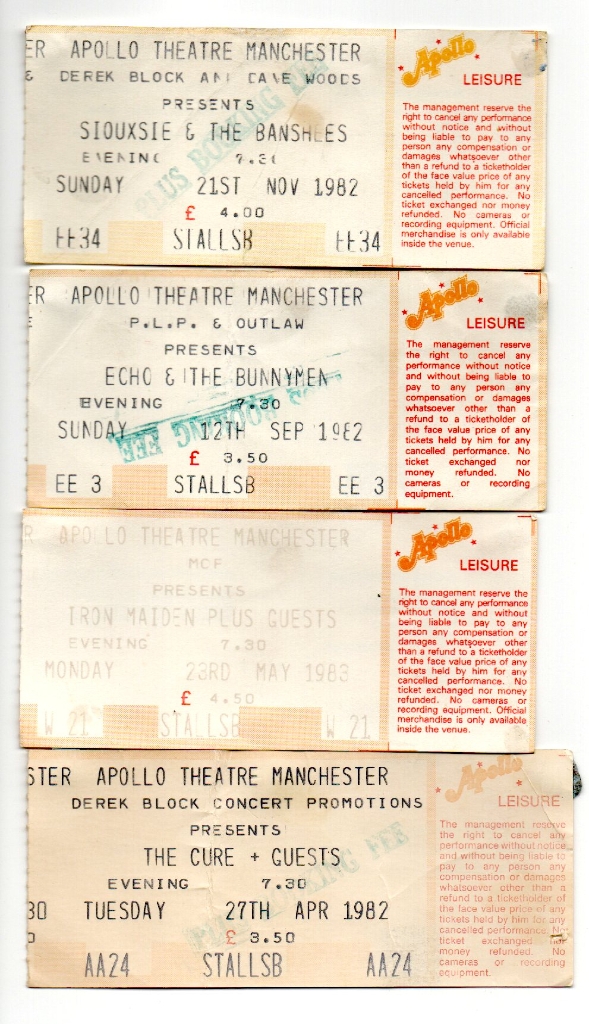 ER APOLLO THEATRE MANCHESTER
& DEREK BLOCK AND DAVE WOODS
PRESENTS
SIOUXSIE & THE BANSHEES
EVENING 7.30
SUNDAY 21ST NOV 1982
£ 4.00
EE34 STALLSB EE34
PLUS BOOKING FEE
Apollo
LEISURE
The management reserve the
right to cancel any performance
without notice and without
being liable to pay to any
person any compensation or
damages whatsoever other
than a refund to a ticketholder
of the face value price of any
tickets held by him for any
cancelled performance. No
ticket exchanged nor money
refunded. No cameras or
recording equipment. Official
merchandise is only available
inside the venue.
ER APOLLO THEATRE MANCHESTER
E P.L.P. & OUTLAW
PRESENTS
ECHO & THE BUNNYMEN
EVENING 7.30
SUNDAY 12TH SEP 1982
£ 3.50
EE 3 STALLSB EE 3
BOOKING FEE
Apollo
LEISURE
The management reserve
the right to cancel any
performance without notice
and without being liable to
pay to any person any
compensation or damages
whatsoever other than a
refund to a ticketholder of the
face value price of any tickets
held by him for any
cancelled performance. No
ticket exchanged nor
money refunded. No
cameras or recording
equipment.
R APOLLO THEATRE MANCHESTER
MCF
PRESENTS
IRON MAIDEN PLUS GUESTS
EVENING 7.30
MONDAY 23RD MAY 1983
£ 4.50
W 21 STALLSB W 21
Apollo
LEISURE
The management reserve the
right to cancel any performance
without notice and without
being liable to pay to any
person any compensation or
damages whatsoever other
than a refund to a ticketholder
of the face value price of any
tickets held by him for any
cancelled performance. No
ticket exchanged nor money
refunded. No cameras or
recording equipment. Official
merchandise is only available
inside the venue.
STER APOLLO THEATRE MANCHESTER
DEREK BLOCK CONCERT PROMOTIONS
PRESENTS
THE CURE + GUESTS
EVENING 7.30
30 TUESDAY 27TH APR 1982
£ 3.50
AA24 STALLSB AA24
BOOKING FEE
Apollo
LEISURE
The management reserve the
right to cancel any
performance without notice
and without being liable to
pay to any person any
compensation or damages
whatsoever other than a
refund to a ticketholder of
the face value price of any
tickets held by him for any
cancelled performance. No
ticket exchanged nor
money refunded. No
cameras or recording
equipment.